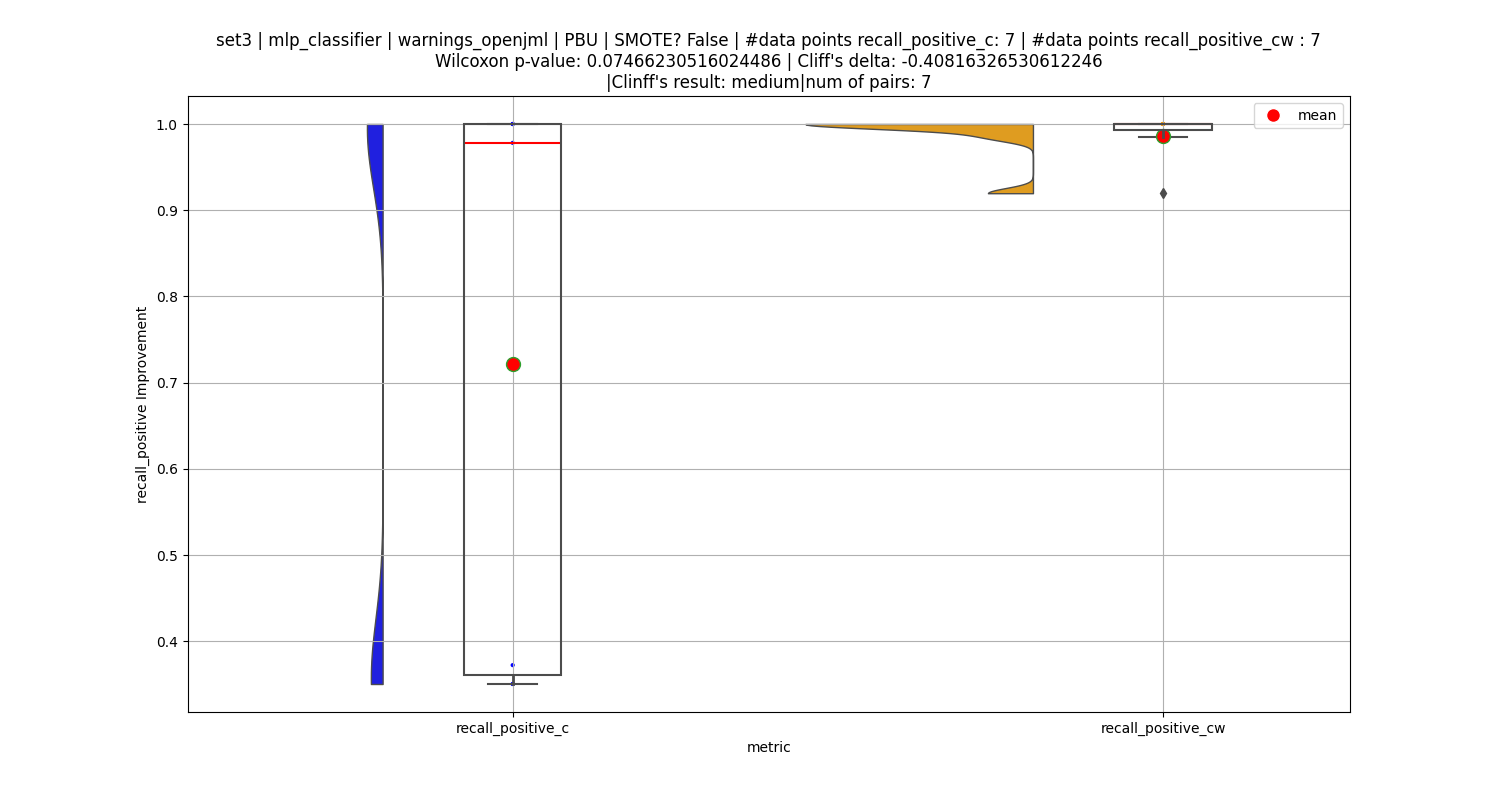 set3 | mlp_classifier | warnings_openjml | PBU | SMOTE? False | #data points recall_positive_c: 7 | #data points recall_positive_cw : 7
Wilcoxon p-value: 0.07466230516024486 | Cliff's delta: -0.40816326530612246
|Clinff's result: medium|num of pairs: 7
mean
1.0
0.9
0.8
0.7
0.6
0.5
0.4
recall_positive Improvement
recall_positive_c
recall_positive_cw
metric